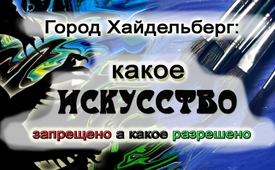 Город Хайдельберг:
какое
ИСКУССТВО
запрещено а какое разрешено